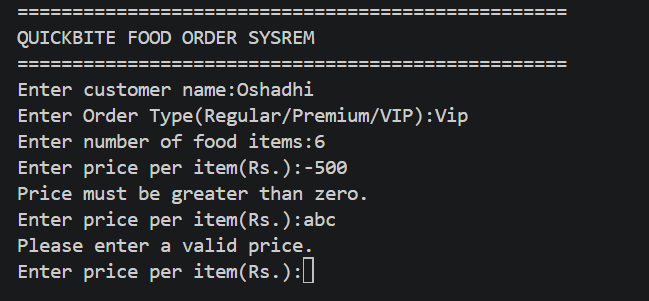 ==================================================
QUICKBITE FOOD ORDER SYSREM
==================================================
Enter customer name:Oshadhi
Enter Order Type(Regular/Premium/VIP):Vip
Enter number of food items:6
Enter price per item(Rs.):-500
Price must be greater than zero.
Enter price per item(Rs.):abc
Please enter a valid price.
Enter price per item(Rs.):